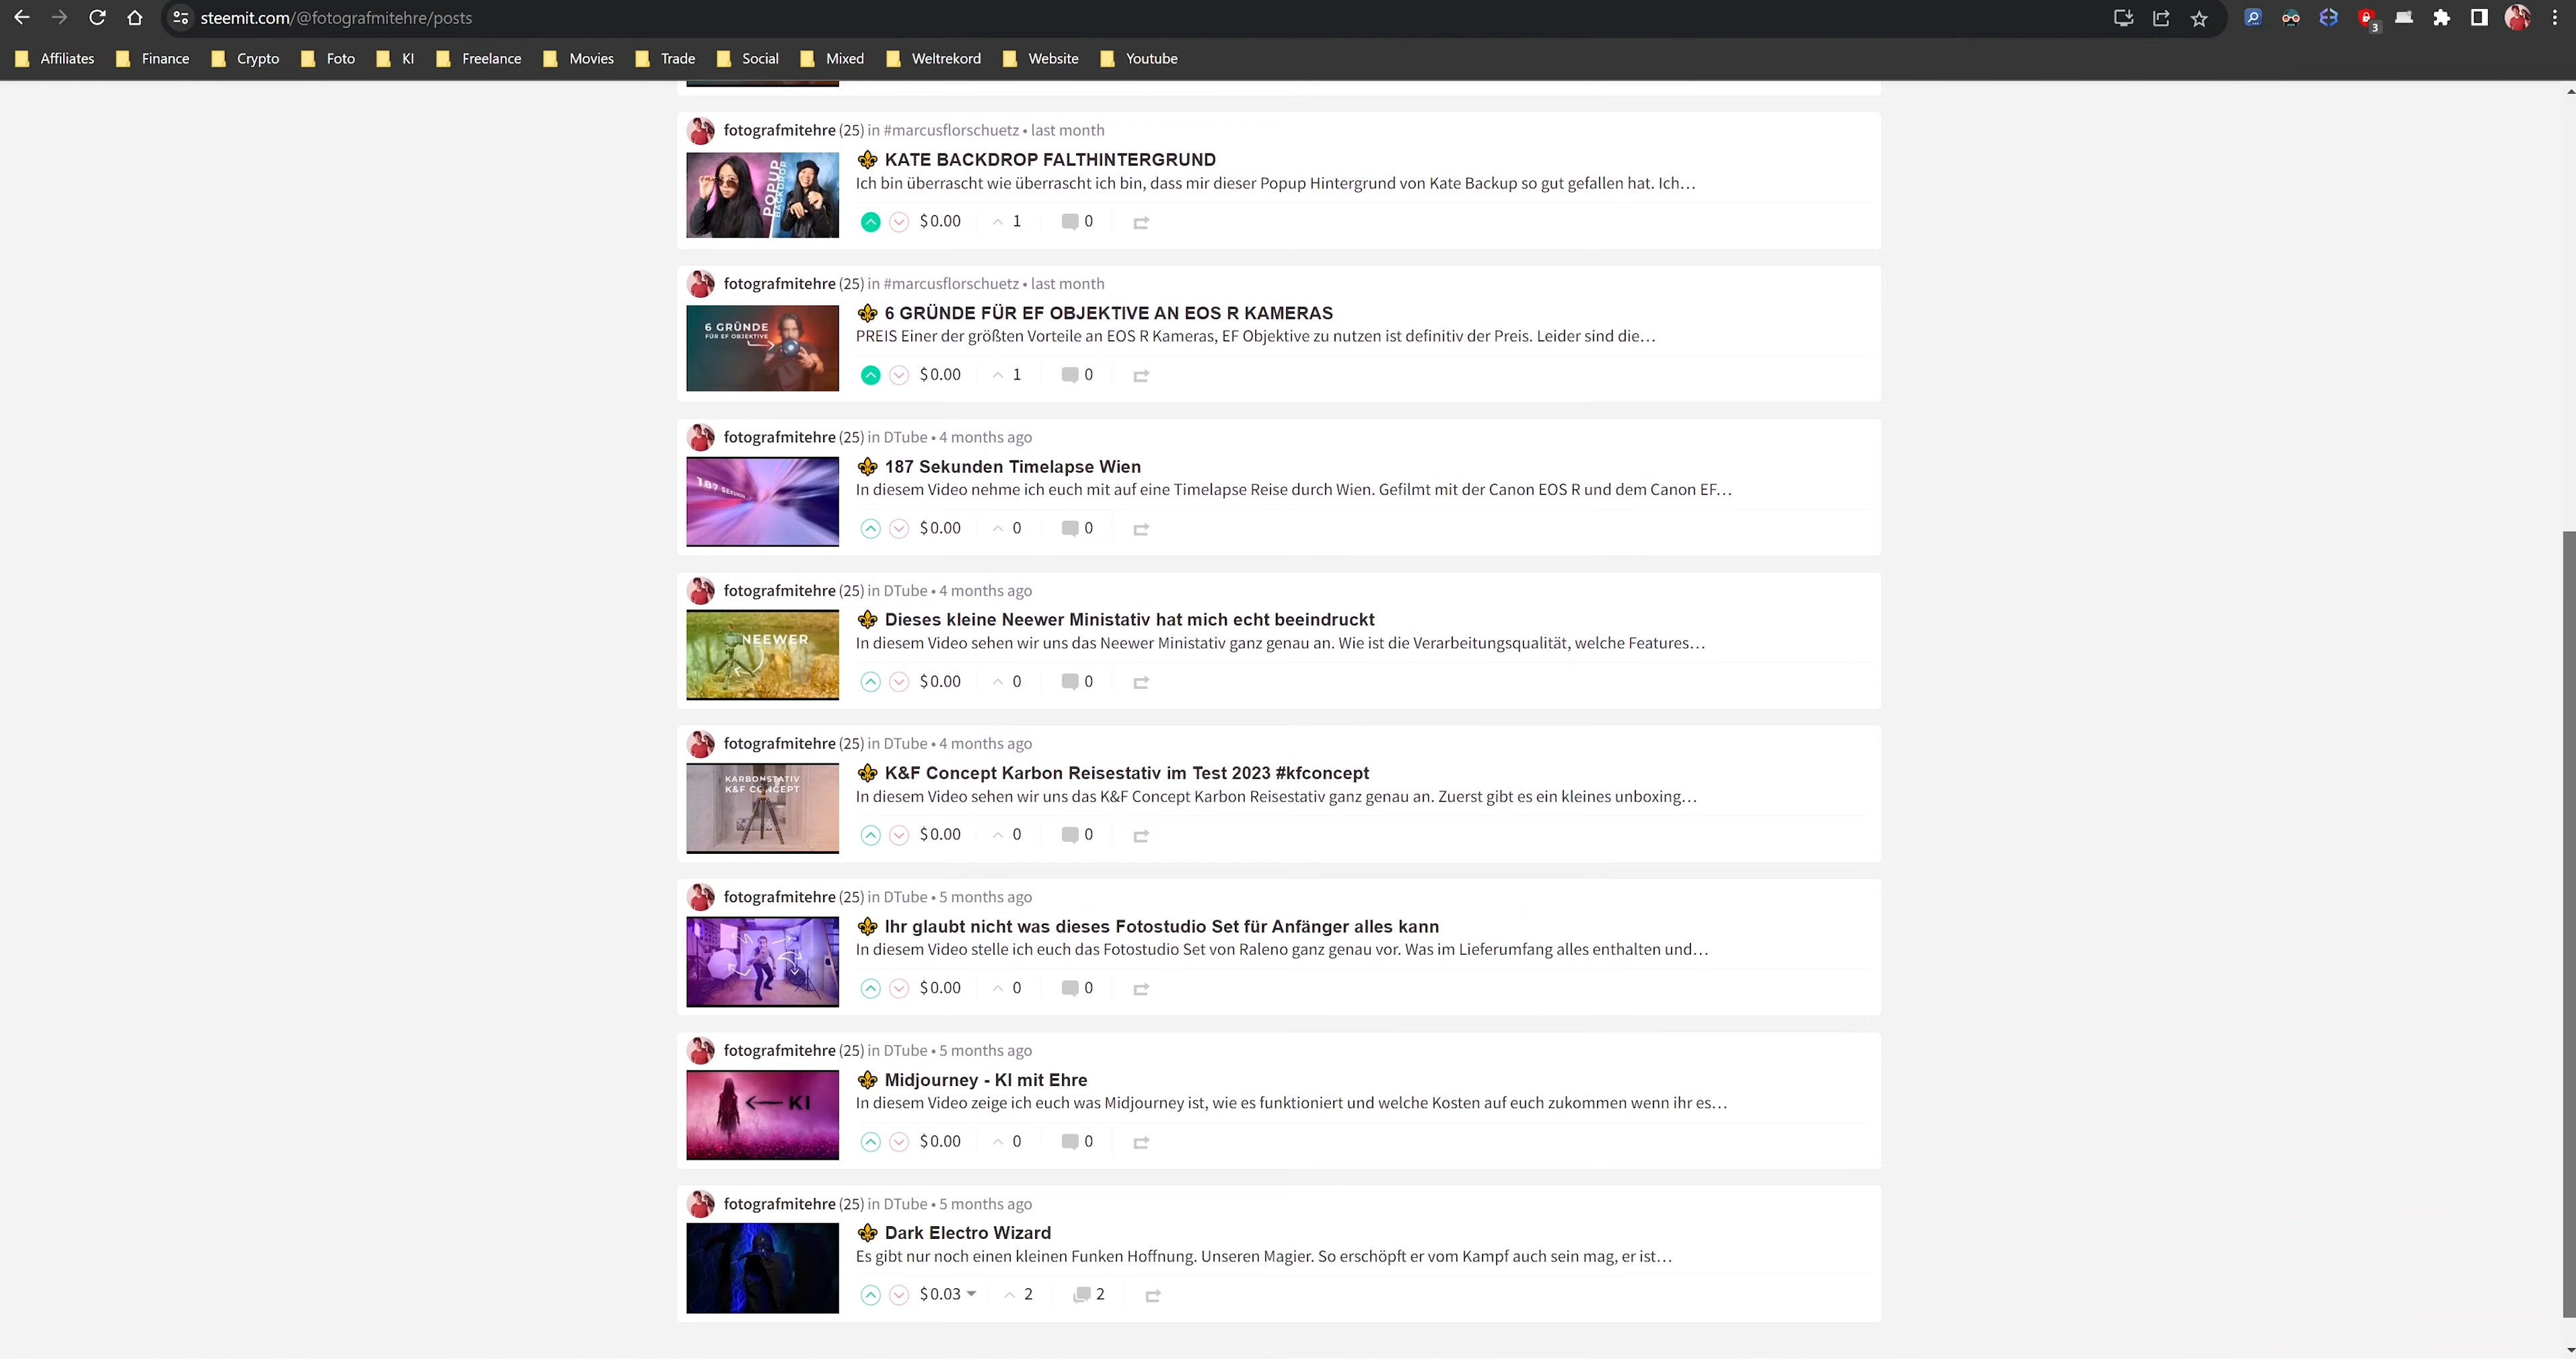 steemit.com/@fotografmitehre/posts
3
Affiliates Finance Crypto Foto KI Freelance Movies Trade Social Mixed Weltrekord Website Youtube
fotografmitehre (25) in #marcusflorschuetz • last month
POPUP
BACKDROP
KATE BACKDROP FALTHINTERGRUND
Ich bin überrascht wie überrascht ich bin, dass mir dieser Popup Hintergrund von Kate Backup so gut gefallen hat. Ich…
$0.00 1 0
fotografmitehre (25) in #marcusflorschuetz • last month
6 GRÜNDE
FÜR EF OBJEKTIVE
6 GRÜNDE FÜR EF OBJEKTIVE AN EOS R KAMERAS
PREIS Einer der größten Vorteile an EOS R Kameras, EF Objektive zu nutzen ist definitiv der Preis. Leider sind die…
$0.00 1 0
fotografmitehre (25) in DTube • 4 months ago
187 SEKUNDEN
187 Sekunden Timelapse Wien
In diesem Video nehme ich euch mit auf eine Timelapse Reise durch Wien. Gefilmt mit der Canon EOS R und dem Canon EF…
$0.00 0 0
fotografmitehre (25) in DTube • 4 months ago
NEEWER
Dieses kleine Neewer Ministativ hat mich echt beeindruckt
In diesem Video sehen wir uns das Neewer Ministativ ganz genau an. Wie ist die Verarbeitungsqualität, welche Features…
$0.00 0 0
fotografmitehre (25) in DTube • 4 months ago
KARBONSTATIV
K&F CONCEPT
K&F Concept Karbon Reisestativ im Test 2023 #kfconcept
In diesem Video sehen wir uns das K&F Concept Karbon Reisestativ ganz genau an. Zuerst gibt es ein kleines unboxing…
$0.00 0 0
fotografmitehre (25) in DTube • 5 months ago
Ihr glaubt nicht was dieses Fotostudio Set für Anfänger alles kann
In diesem Video stelle ich euch das Fotostudio Set von Raleno ganz genau vor. Was im Lieferumfang alles enthalten und…
$0.00 0 0
fotografmitehre (25) in DTube • 5 months ago
KI
Midjourney - KI mit Ehre
In diesem Video zeige ich euch was Midjourney ist, wie es funktioniert und welche Kosten auf euch zukommen wenn ihr es…
$0.00 0 0
fotografmitehre (25) in DTube • 5 months ago
Dark Electro Wizard
Es gibt nur noch einen kleinen Funken Hoffnung. Unseren Magier. So erschöpft er vom Kampf auch sein mag, er ist…
$0.03 2 2